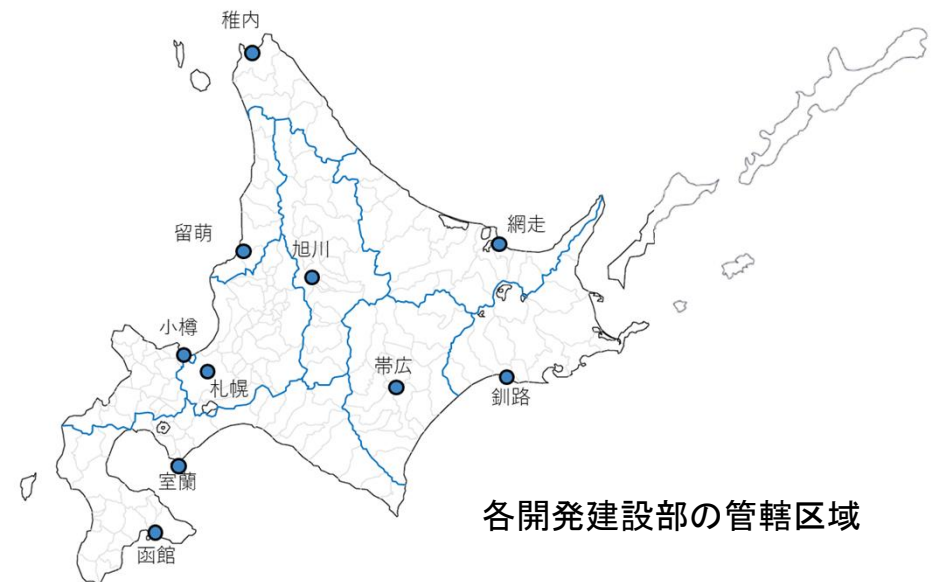 稚内
網走
留萌
旭川
小樽
帯広
札幌
釧路
室蘭
各開発建設部の管轄区域
函館